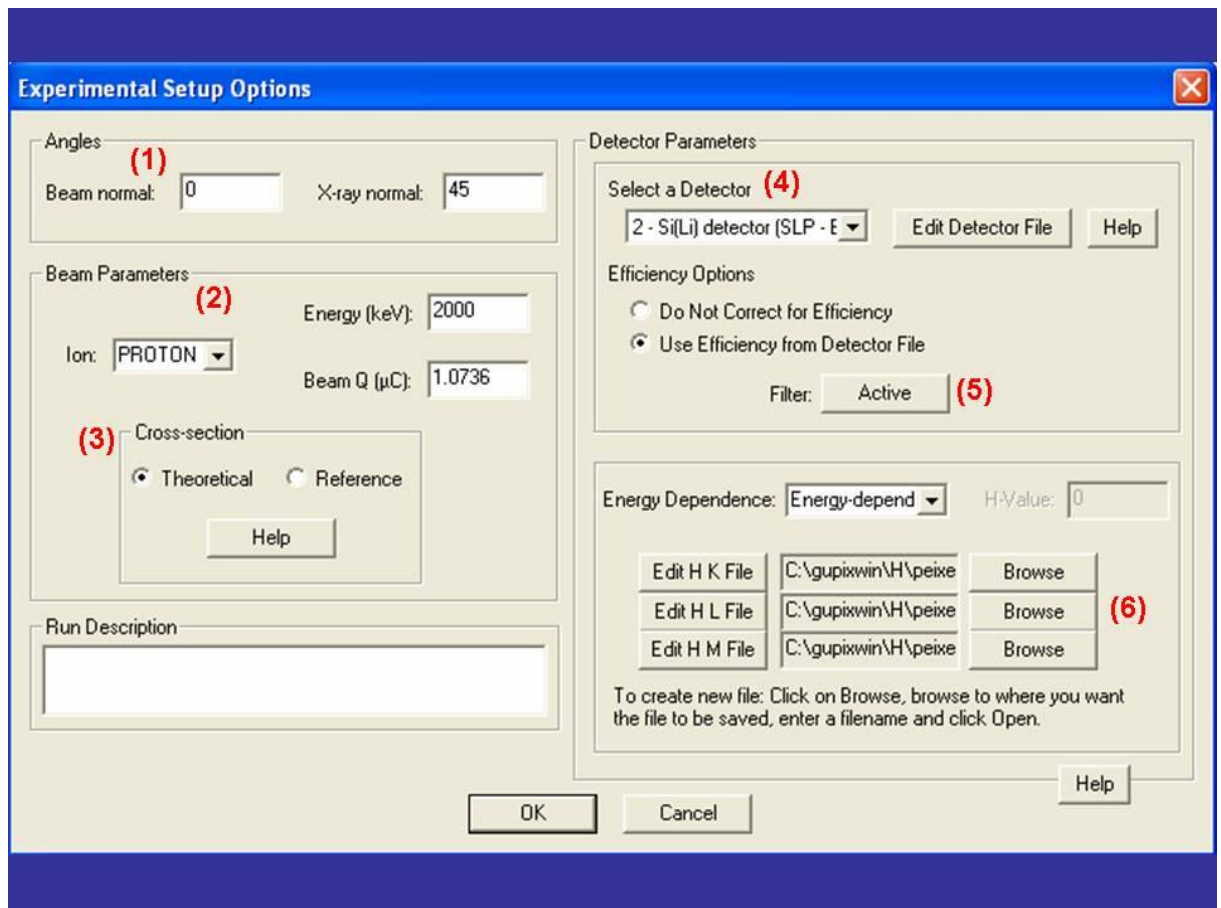 Experimental Setup Options
Angles
(1)
Beam normal: 0 X-ray normal: 45
Beam Parameters
(2)
Energy (keV): 2000
Ion: PROTON
Beam Q (µC): 1.0736
(3) Cross-section
Theoretical Reference
Help
Run Description
Detector Parameters
Select a Detector (4)
2 - Si(Li) detector (SLP - E Edit Detector File Help
Efficiency Options
Do Not Correct for Efficiency
Use Efficiency from Detector File
Filter: Active (5)
Energy Dependence: Energy-depend H-Value: 0
Edit H K File C:\gupixwin\H\peixe Browse
Edit H L File C:\gupixwin\H\peixe Browse (6)
Edit H M File C:\gupixwin\H\peixe Browse
To create new file: Click on Browse, browse to where you want
the file to be saved, enter a filename and click Open.
Help
OK Cancel